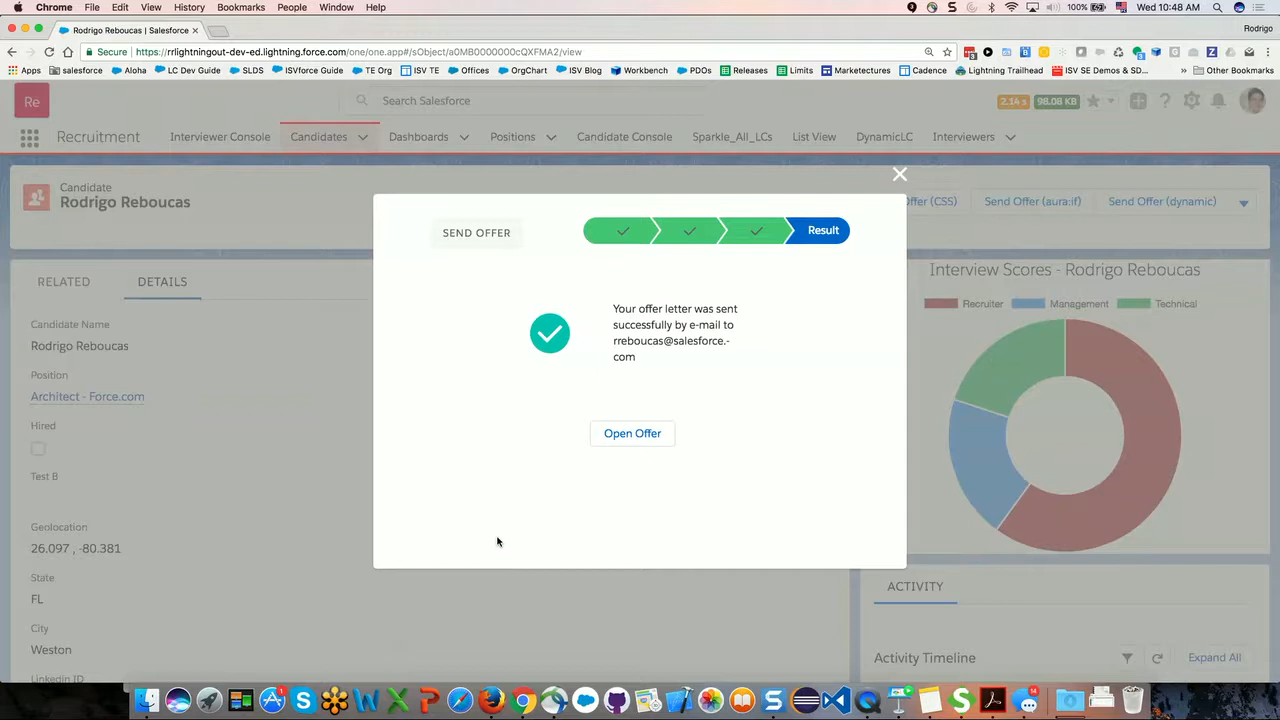 Chrome File Edit View History Bookmarks People Window Help 100% Wed 10:48 AM
Rodrigo Reboucas | Salesforce Rodrigo
Secure https://rrlightningout-dev-ed.lightning.force.com/one/one.app#/sObject/a0MB0000000cQXFMA2/view
Apps salesforce Aloha LC Dev Guide SLDS ISVforce Guide TE Org ISV TE Offices OrgChart ISV Blog Workbench PDOs Releases Limits Marketectures Cadence Lightning Trailhead ISV SE Demos & SD... » Other Bookmarks
Re Search Salesforce 2.14 s 98.08 KB
Recruitment Interviewer Console Candidates Dashboards Positions Candidate Console Sparkle_All_LCs List View DynamicLC Interviewers
Candidate
Rodrigo Reboucas
Offer (CSS) Send Offer (aura:if) Send Offer (dynamic)
SEND OFFER Result
Your offer letter was sent
successfully by e-mail to
rreboucas@salesforce.-
com
Open Offer
RELATED DETAILS
Candidate Name
Rodrigo Reboucas
Position
Architect - Force.com
Hired
Test B
Geolocation
26.097 , -80.381
State
FL
City
Weston
Linkedin ID
Interview Scores - Rodrigo Reboucas
Recruiter Management Technical
ACTIVITY
Activity Timeline Expand All